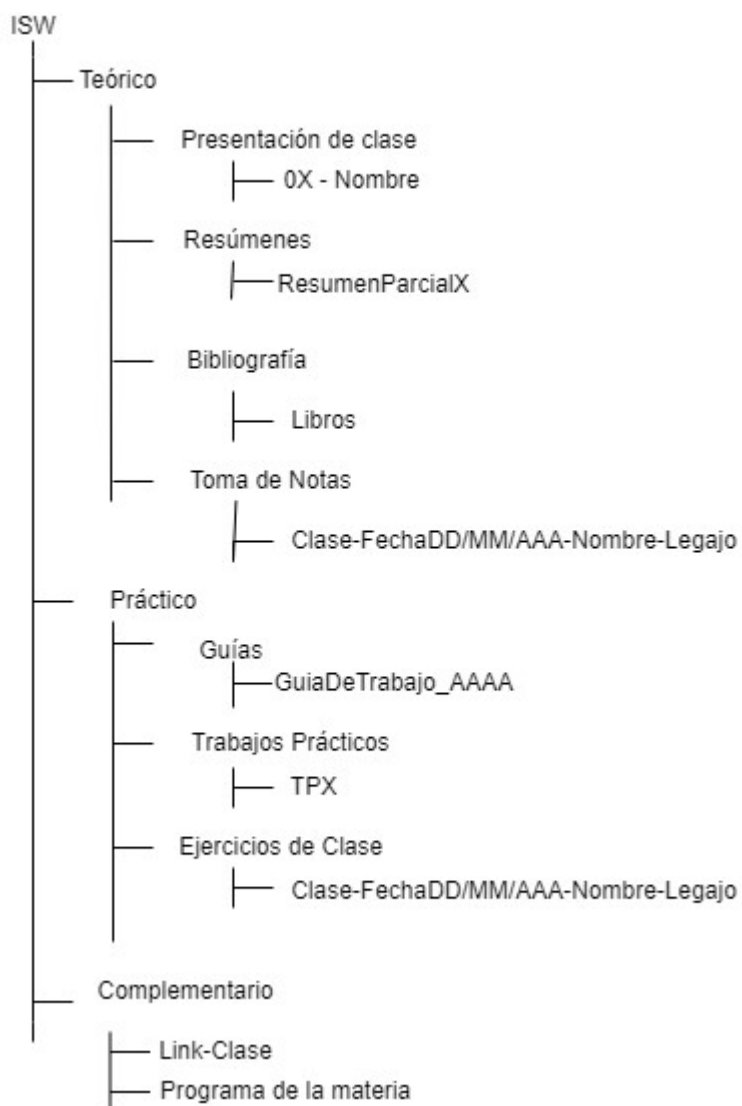 ISW
Teórico
Presentación de clase
0X - Nombre
Resúmenes
ResumenParcialX
Bibliografía
Libros
Toma de Notas
Clase-FechaDD/MM/AAA-Nombre-Legajo
Práctico
Guías
GuiaDeTrabajo_AAAA
Trabajos Prácticos
TPX
Ejercicios de Clase
Clase-FechaDD/MM/AAA-Nombre-Legajo
Complementario
Link-Clase
Programa de la materia